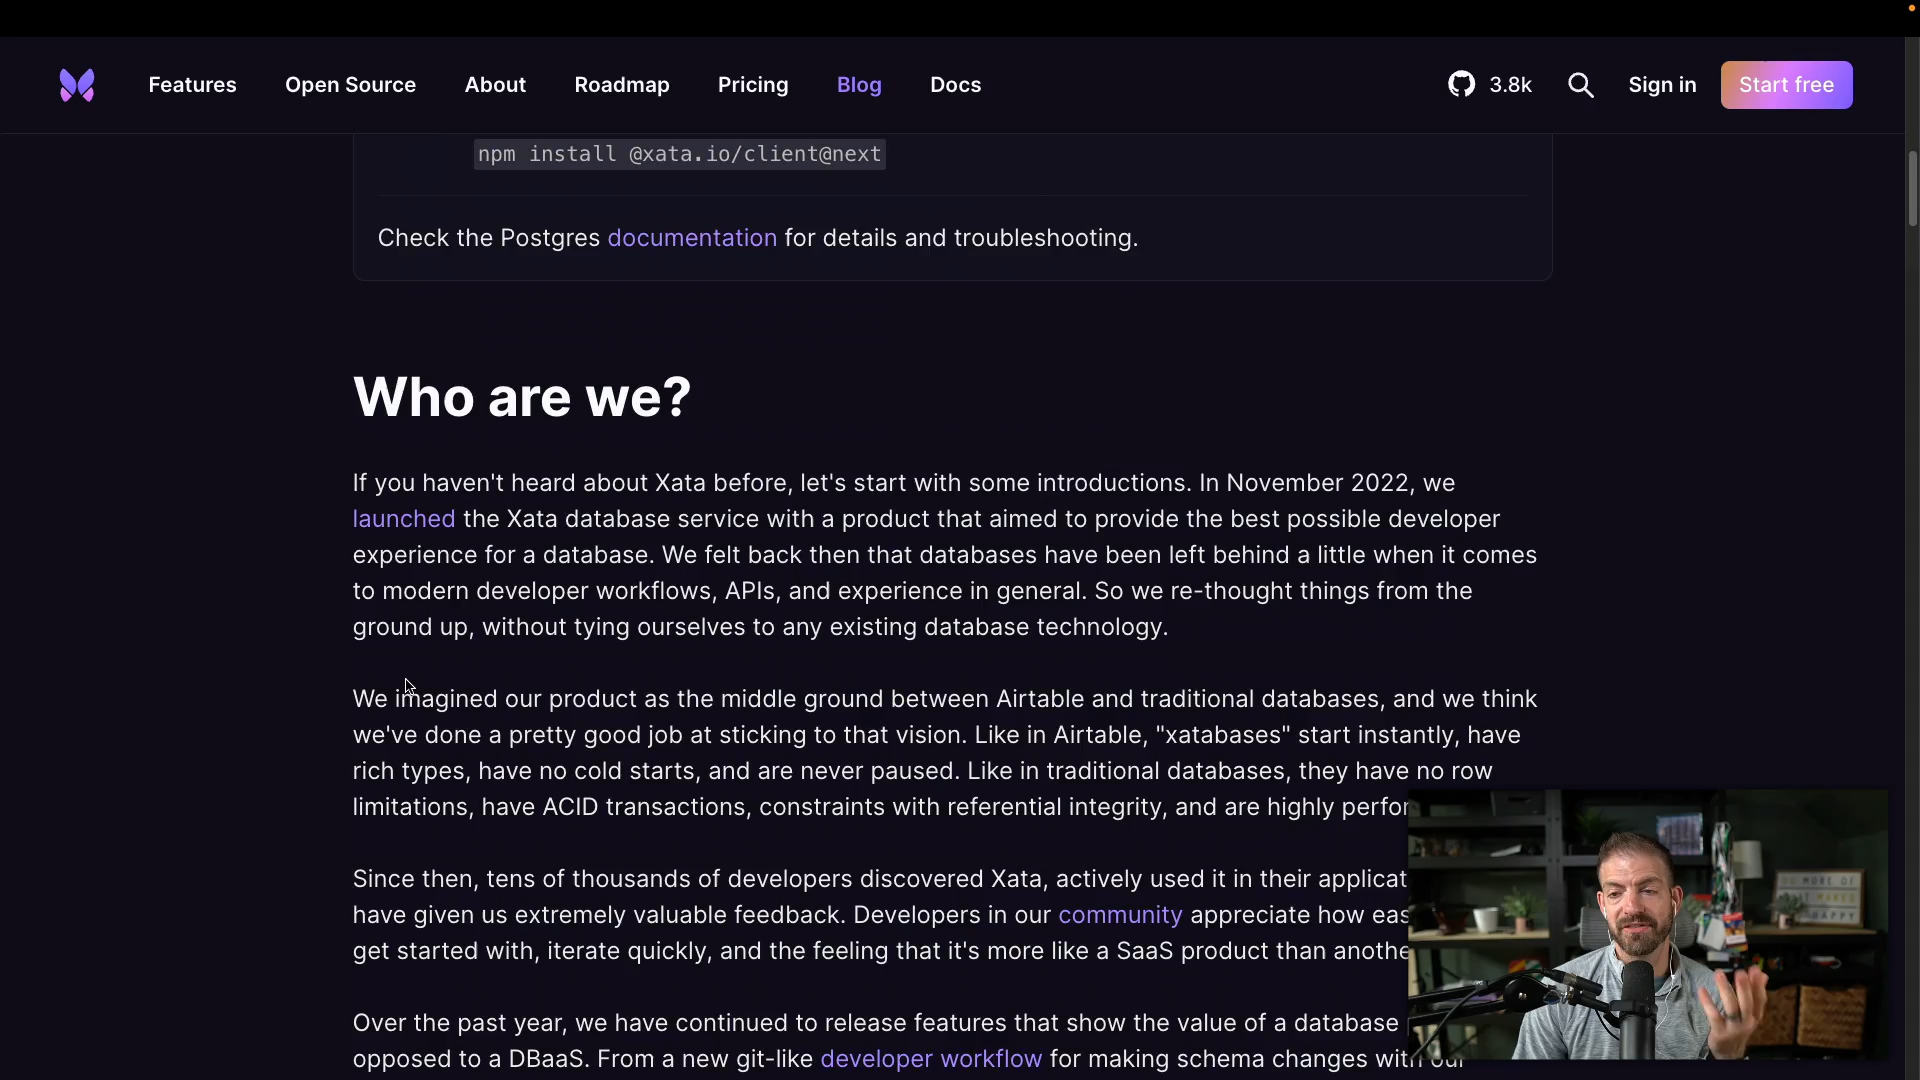 Features Open Source About Roadmap Pricing Blog Docs 3.8k Sign in Start free
npm install @xata.io/client@next
Check the Postgres documentation for details and troubleshooting.
Who are we?
If you haven't heard about Xata before, let's start with some introductions. In November 2022, we
launched the Xata database service with a product that aimed to provide the best possible developer
experience for a database. We felt back then that databases have been left behind a little when it comes
to modern developer workflows, APIs, and experience in general. So we re-thought things from the
ground up, without tying ourselves to any existing database technology.
We imagined our product as the middle ground between Airtable and traditional databases, and we think
we've done a pretty good job at sticking to that vision. Like in Airtable, "xatabases" start instantly, have
rich types, have no cold starts, and are never paused. Like in traditional databases, they have no row
limitations, have ACID transactions, constraints with referential integrity, and are highly perfor
Since then, tens of thousands of developers discovered Xata, actively used it in their applicat
have given us extremely valuable feedback. Developers in our community appreciate how eas
get started with, iterate quickly, and the feeling that it's more like a SaaS product than anothe
Over the past year, we have continued to release features that show the value of a database
opposed to a DBaaS. From a new git-like developer workflow for making schema changes with our